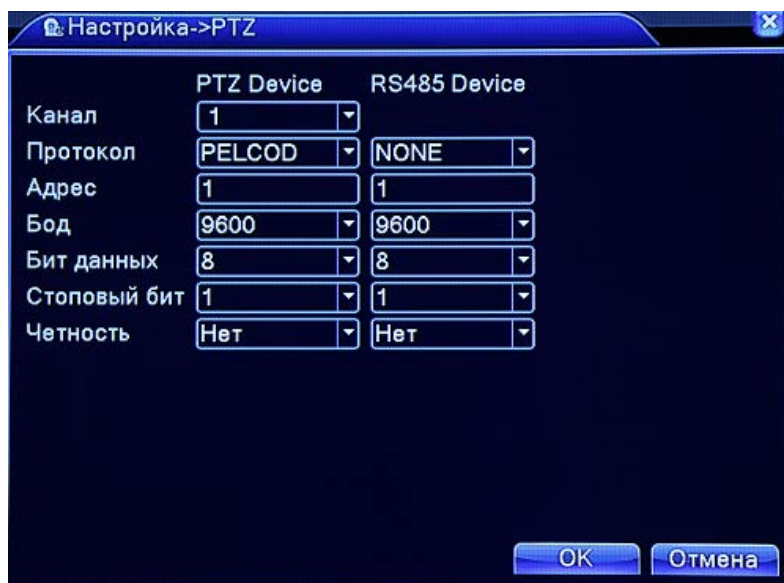 Настройка->PTZ
PTZ Device RS485 Device
Канал 1
Протокол PELCOD NONE
Адрес 1 1
Бод 9600 9600
Бит данных 8 8
Стоповый бит 1 1
Четность Нет Нет
OK Отмена